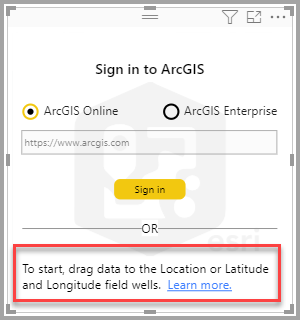 Sign in to ArcGIS
ArcGIS Online ArcGIS Enterprise
https://www.arcgis.com
Sign in
OR
esri
To start, drag data to the Location or Latitude
and Longitude field wells. Learn more.